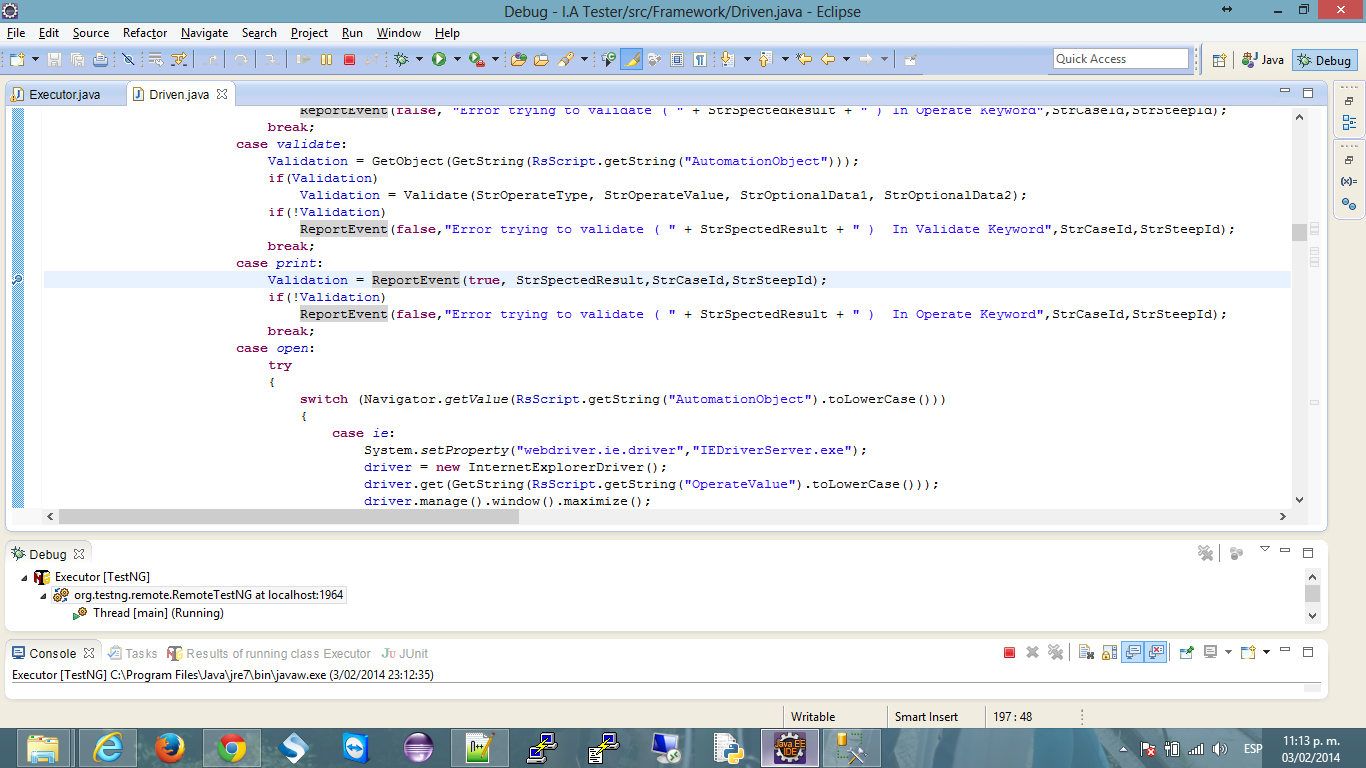 Debug - I.A Tester/src/Framework/Driven.java - Eclipse
File Edit Source Refactor Navigate Search Project Run Window Help
Quick Access Java Debug
Executor.java Driven.java
ReportEvent(false, "Error trying to validate ( " + StrSpectedResult + " ) In Operate Keyword",StrCaseId,StrSteepId);
break;
case validate:
Validation = GetObject(GetString(RsScript.getString("AutomationObject")));
if(Validation)
Validation = Validate(StrOperateType, StrOperateValue, StrOptionalData1, StrOptionalData2);
if(!Validation)
ReportEvent(false,"Error trying to validate ( " + StrSpectedResult + " )  In Validate Keyword",StrCaseId,StrSteepId);
break;
case print:
Validation = ReportEvent(true, StrSpectedResult,StrCaseId,StrSteepId);
if(!Validation)
ReportEvent(false,"Error trying to validate ( " + StrSpectedResult + " )  In Operate Keyword",StrCaseId,StrSteepId);
break;
case open:
try
{
switch (Navigator.getValue(RsScript.getString("AutomationObject").toLowerCase()))
{
case ie:
System.setProperty("webdriver.ie.driver","IEDriverServer.exe");
driver = new InternetExplorerDriver();
driver.get(GetString(RsScript.getString("OperateValue").toLowerCase()));
driver.manage().window().maximize();
Debug
Executor [TestNG]
org.testng.remote.RemoteTestNG at localhost:1964
Thread [main] (Running)
Console Tasks Results of running class Executor JUnit
Executor [TestNG] C:\Program Files\Java\jre7\bin\javaw.exe (3/02/2014 23:12:35)
Writable Smart Insert 197 : 48
Java EE
IDE
ESP
11:13 p. m.
03/02/2014